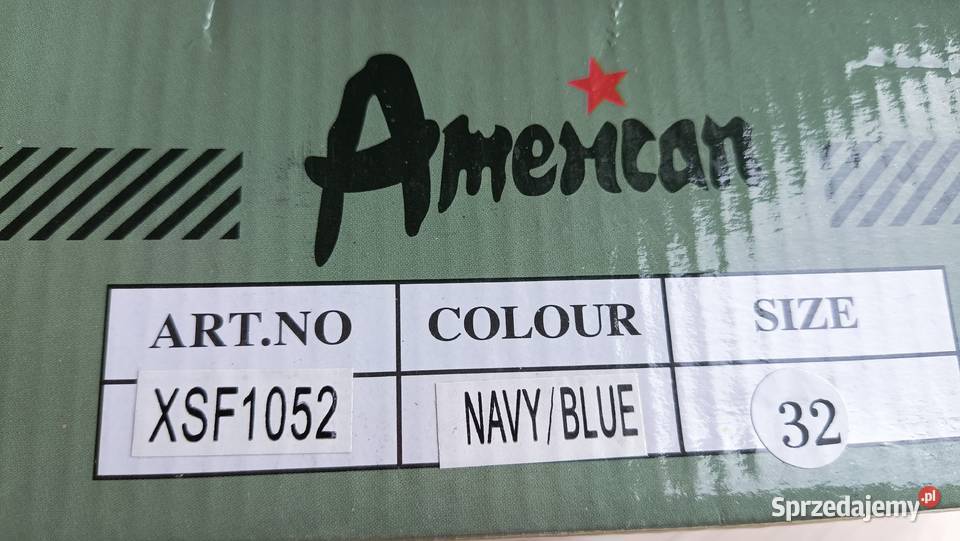 American
ART.NO COLOUR SIZE
XSF1052 NAVY/BLUE 32
Sprzedajemy.pl